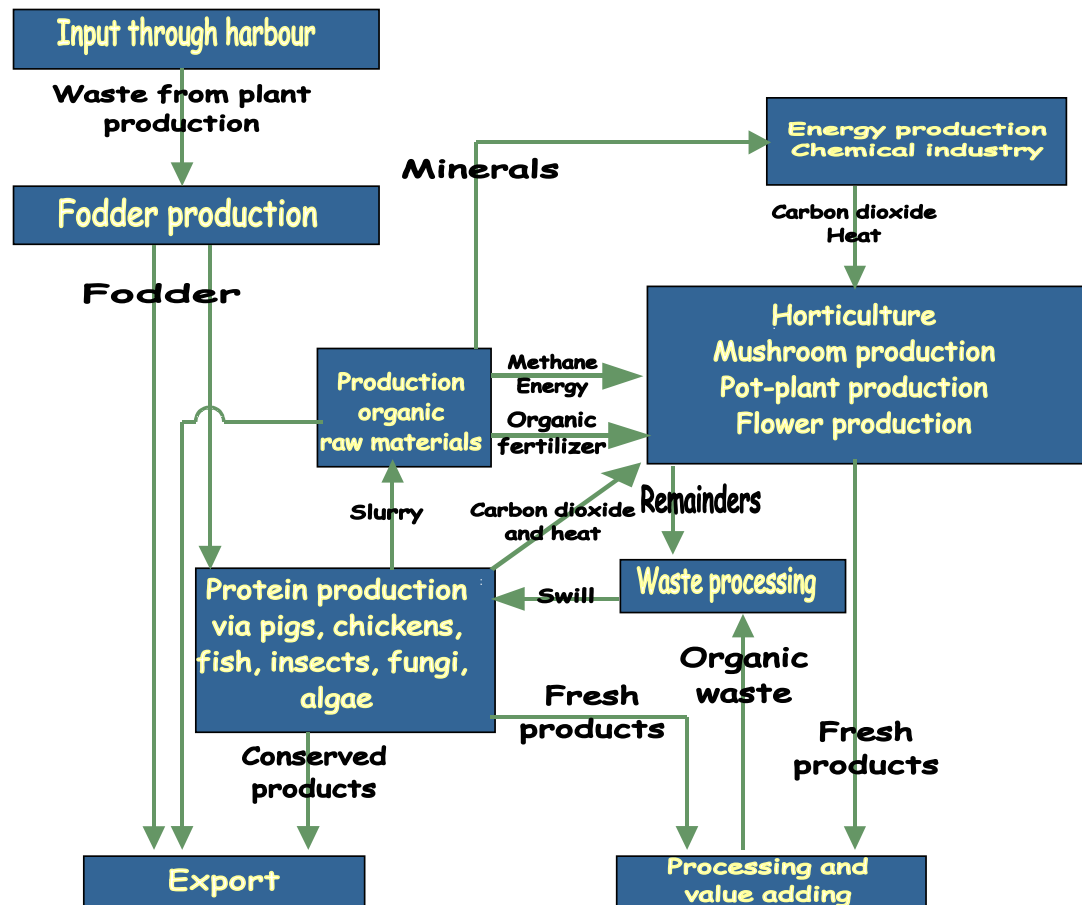 Input through harbour
Waste from plant
production
Energy production
Chemical industry
Minerals
Fodder production
Carbon dioxide
Heat
Fodder
Horticulture
Mushroom production
Pot-plant production
Flower production
Production
organic
raw materials
Methane
Energy
Organic
fertilizer
Slurry
Carbon dioxide
and heat
Remainders
Protein production
via pigs, chickens,
fish, insects, fungi,
algae
Swill
Waste processing
Organic
waste
Fresh
products
Fresh
products
Conserved
products
Export
Processing and
value adding